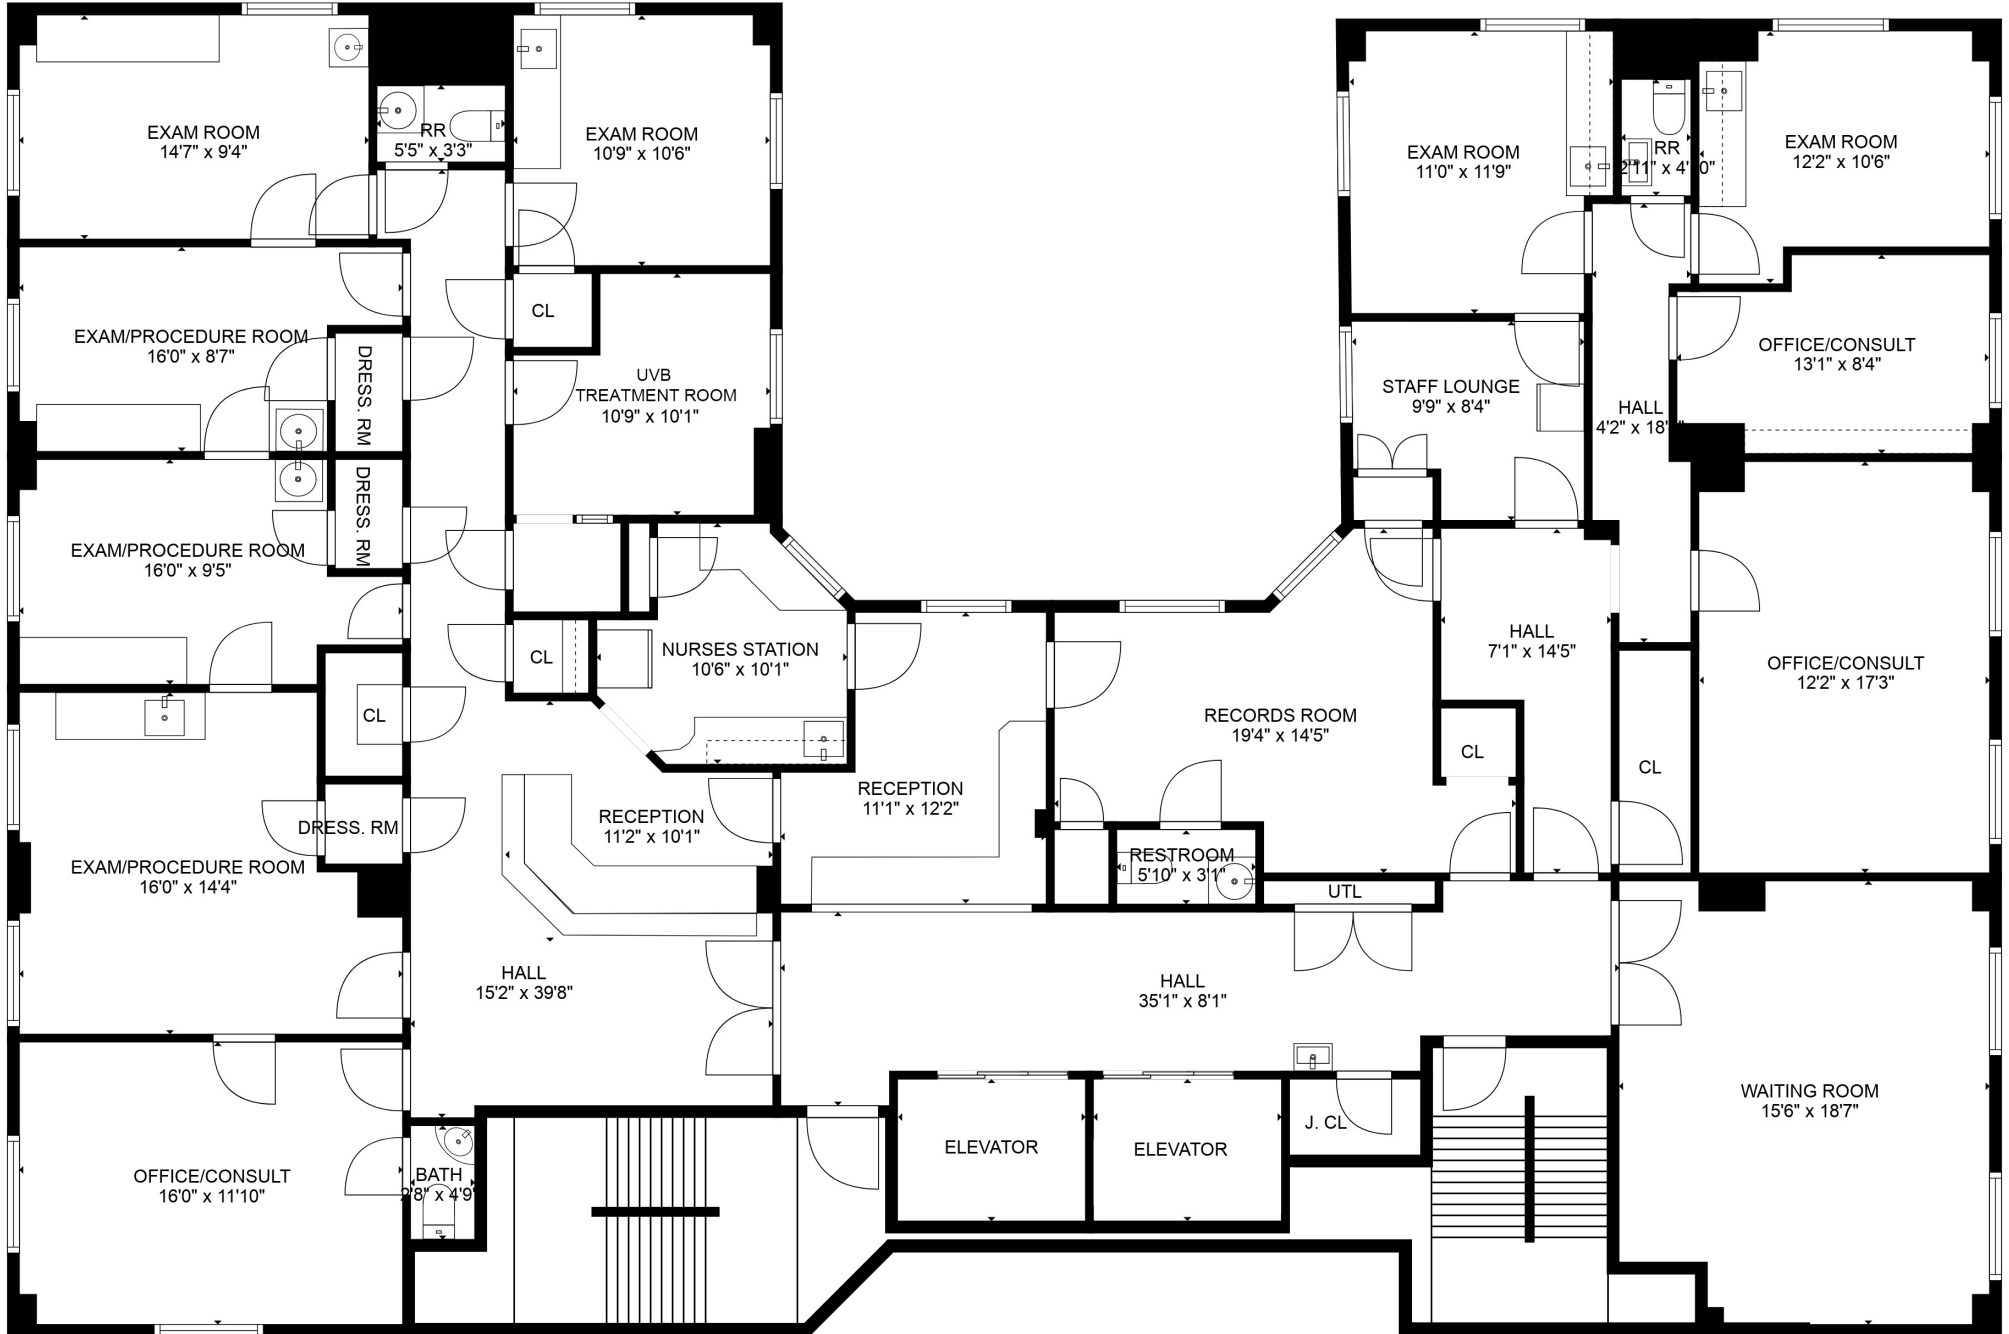 EXAM ROOM
14'7" x 9'4"
RR
5'5" x 3'3"
EXAM ROOM
10'9" x 10'6"
EXAM ROOM
11'0" x 11'9"
RR
EXAM ROOM
12'2" x 10'6"
EXAM/PROCEDURE ROOM
16'0" x 8'7"
DRESS. RM
CL
UVB
TREATMENT ROOM
10'9" x 10'1"
STAFF LOUNGE
9'9" x 8'4"
HALL
4'2" x
OFFICE/CONSULT
13'1" x 8'4"
EXAM/PROCEDURE ROOM
16'0" x 9'5"
DRESS. RM
CL
NURSES STATION
10'6" x 10'1"
HALL
7'1" x 14'5"
OFFICE/CONSULT
12'2" x 17'3"
CL
RECORDS ROOM
19'4" x 14'5"
CL
CL
RECEPTION
11'1" x 12'2"
RECEPTION
11'2" x 10'1"
DRESS. RM
EXAM/PROCEDURE ROOM
16'0" x 14'4"
RESTROOM
5'10" x 3'1"
UTL
HALL
15'2" x 39'8"
HALL
35'1" x 8'1"
WAITING ROOM
15'6" x 18'7"
OFFICE/CONSULT
16'0" x 11'10"
BATH
2'8" x 4'9"
ELEVATOR
ELEVATOR
J. CL